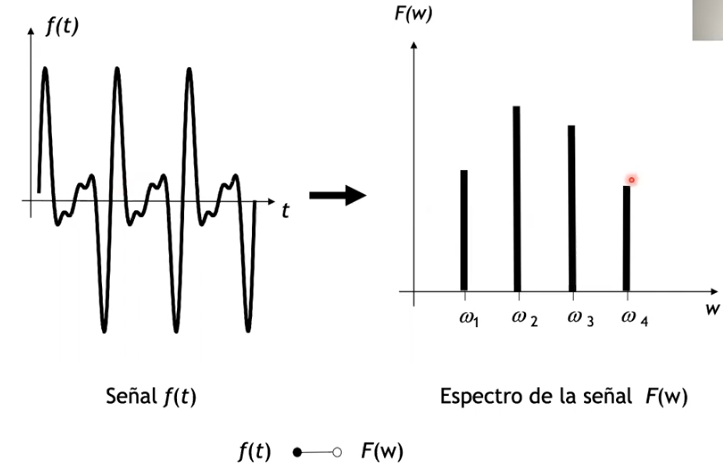 f(t)
t
Señal f(t)
F(w)
w
ω1 ω2 ω3 ω4
Espectro de la señal F(w)
f(t) F(w)